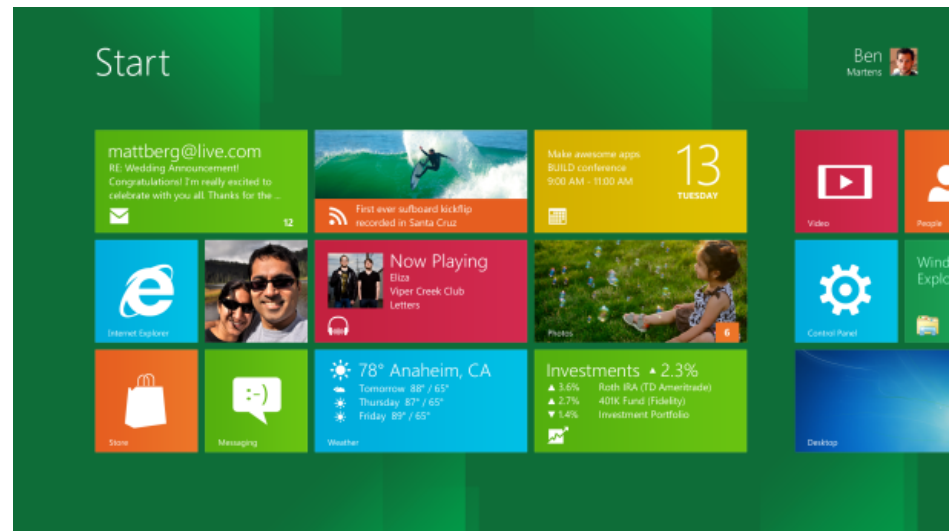 Start
Ben
Martens
mattberg@live.com
RE: Wedding Announcement!
Congratulations! I'm really excited to
celebrate with you all. Thanks for the ...
12
First ever sufboard kickflip
recorded in Santa Cruz
Make awesome apps
BUILD conference
9:00 AM - 11:00 AM
13
TUESDAY
Video
People
Internet Explorer
Now Playing
Eliza
Viper Creek Club
Letters
Photos
6
Control Panel
Wind
Explo
Store
:-)
Messaging
78° Anaheim, CA
Tomorrow 88° / 65°
Thursday 87° / 65°
Friday 89° / 65°
Weather
Investments ▲ 2.3%
▲ 3.6% Roth IRA (TD Ameritrade)
▲ 2.7% 401K Fund (Fidelity)
▼ 1.4% Investment Portfolio
Desktop